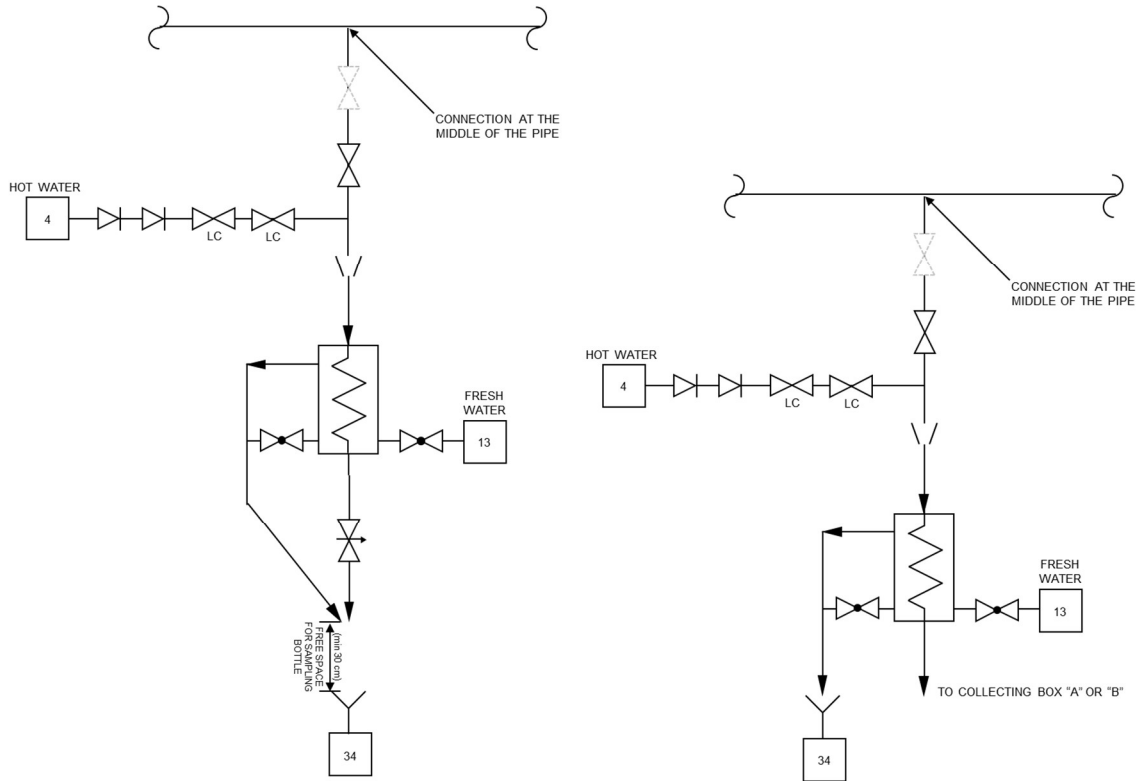 CONNECTION AT THE
MIDDLE OF THE PIPE
HOT WATER
4
LC
LC
FRESH
WATER
13
(min 30 cm)
FREE SPACE
FOR SAMPLING
BOTTLE
34
CONNECTION AT THE
MIDDLE OF THE PIPE
HOT WATER
4
LC
LC
FRESH
WATER
13
TO COLLECTING BOX "A" OR "B"
34